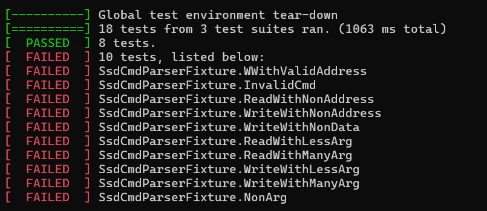 [----------] Global test environment tear-down
[==========] 18 tests from 3 test suites ran. (1063 ms total)
[  PASSED  ] 8 tests.
[  FAILED  ] 10 tests, listed below:
[  FAILED  ] SsdCmdParserFixture.WWithValidAddress
[  FAILED  ] SsdCmdParserFixture.InvalidCmd
[  FAILED  ] SsdCmdParserFixture.ReadWithNonAddress
[  FAILED  ] SsdCmdParserFixture.WriteWithNonAddress
[  FAILED  ] SsdCmdParserFixture.WriteWithNonData
[  FAILED  ] SsdCmdParserFixture.ReadWithLessArg
[  FAILED  ] SsdCmdParserFixture.ReadWithManyArg
[  FAILED  ] SsdCmdParserFixture.WriteWithLessArg
[  FAILED  ] SsdCmdParserFixture.WriteWithManyArg
[  FAILED  ] SsdCmdParserFixture.NonArg